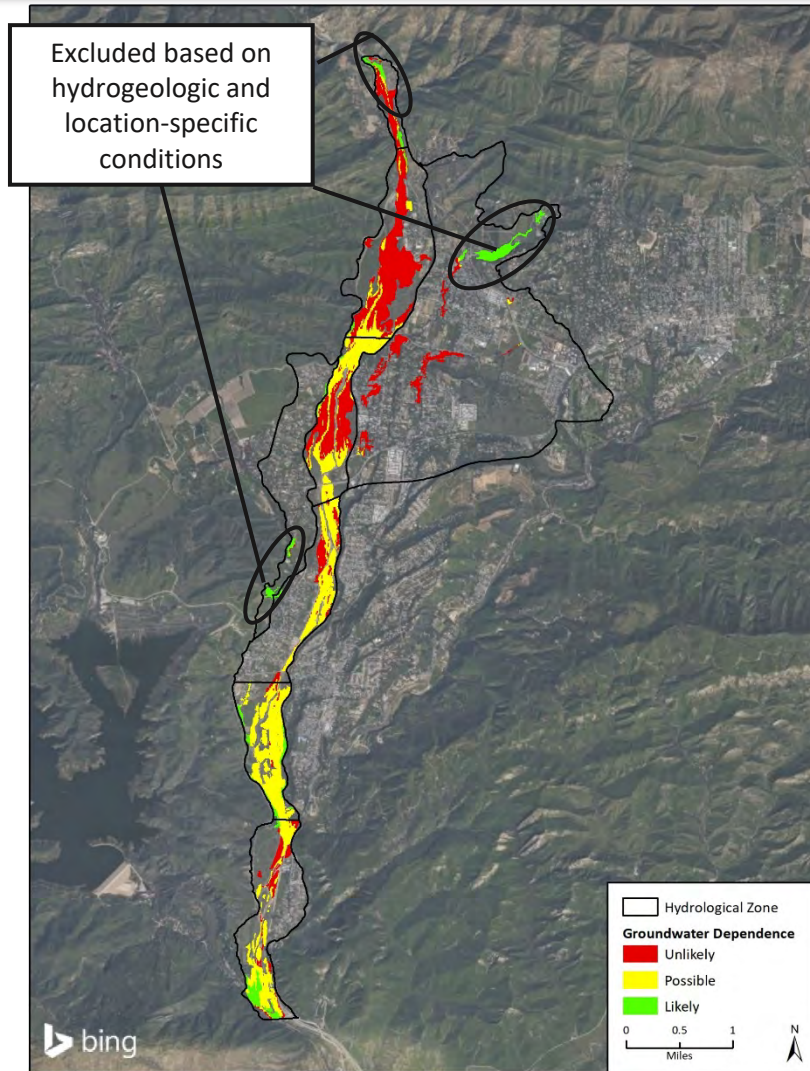 Excluded based on
hydrogeologic and
location-specific
conditions
Hydrological Zone
Groundwater Dependence
Unlikely
Possible
Likely
0 0.5 1
Miles
N
bing